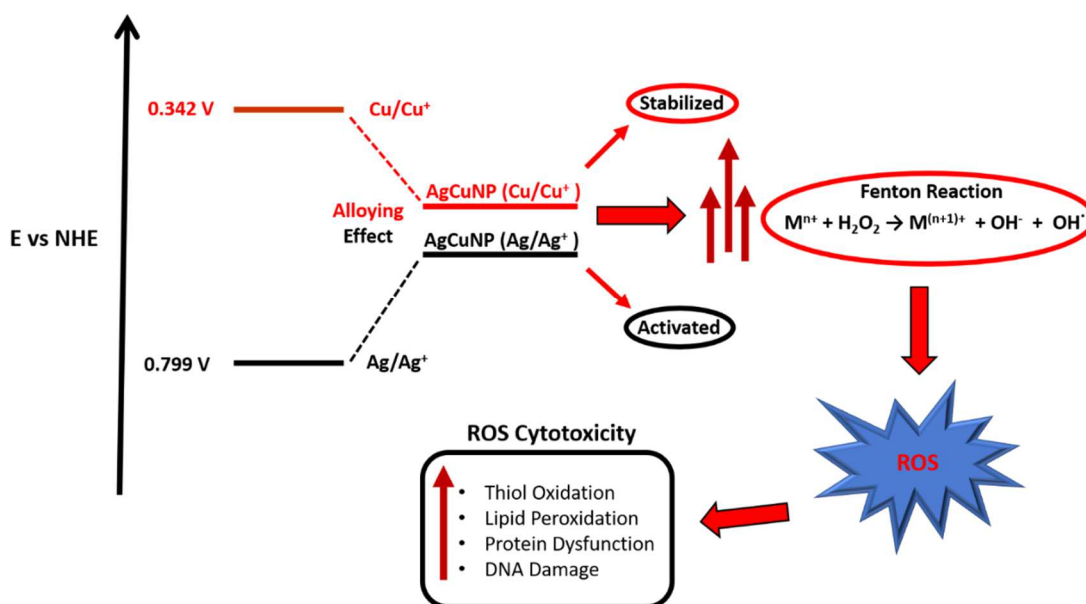 E vs NHE
0.342 V
Cu/Cu⁺
Alloying
Effect
AgCuNP (Cu/Cu⁺ )
AgCuNP (Ag/Ag⁺ )
0.799 V
Ag/Ag⁺
Stabilized
Activated
Fenton Reaction
Mⁿ⁺ + H₂O₂ → M⁽ⁿ⁺¹⁾⁺ + OH⁻ + OH˙
ROS
ROS Cytotoxicity
• Thiol Oxidation
• Lipid Peroxidation
• Protein Dysfunction
• DNA Damage